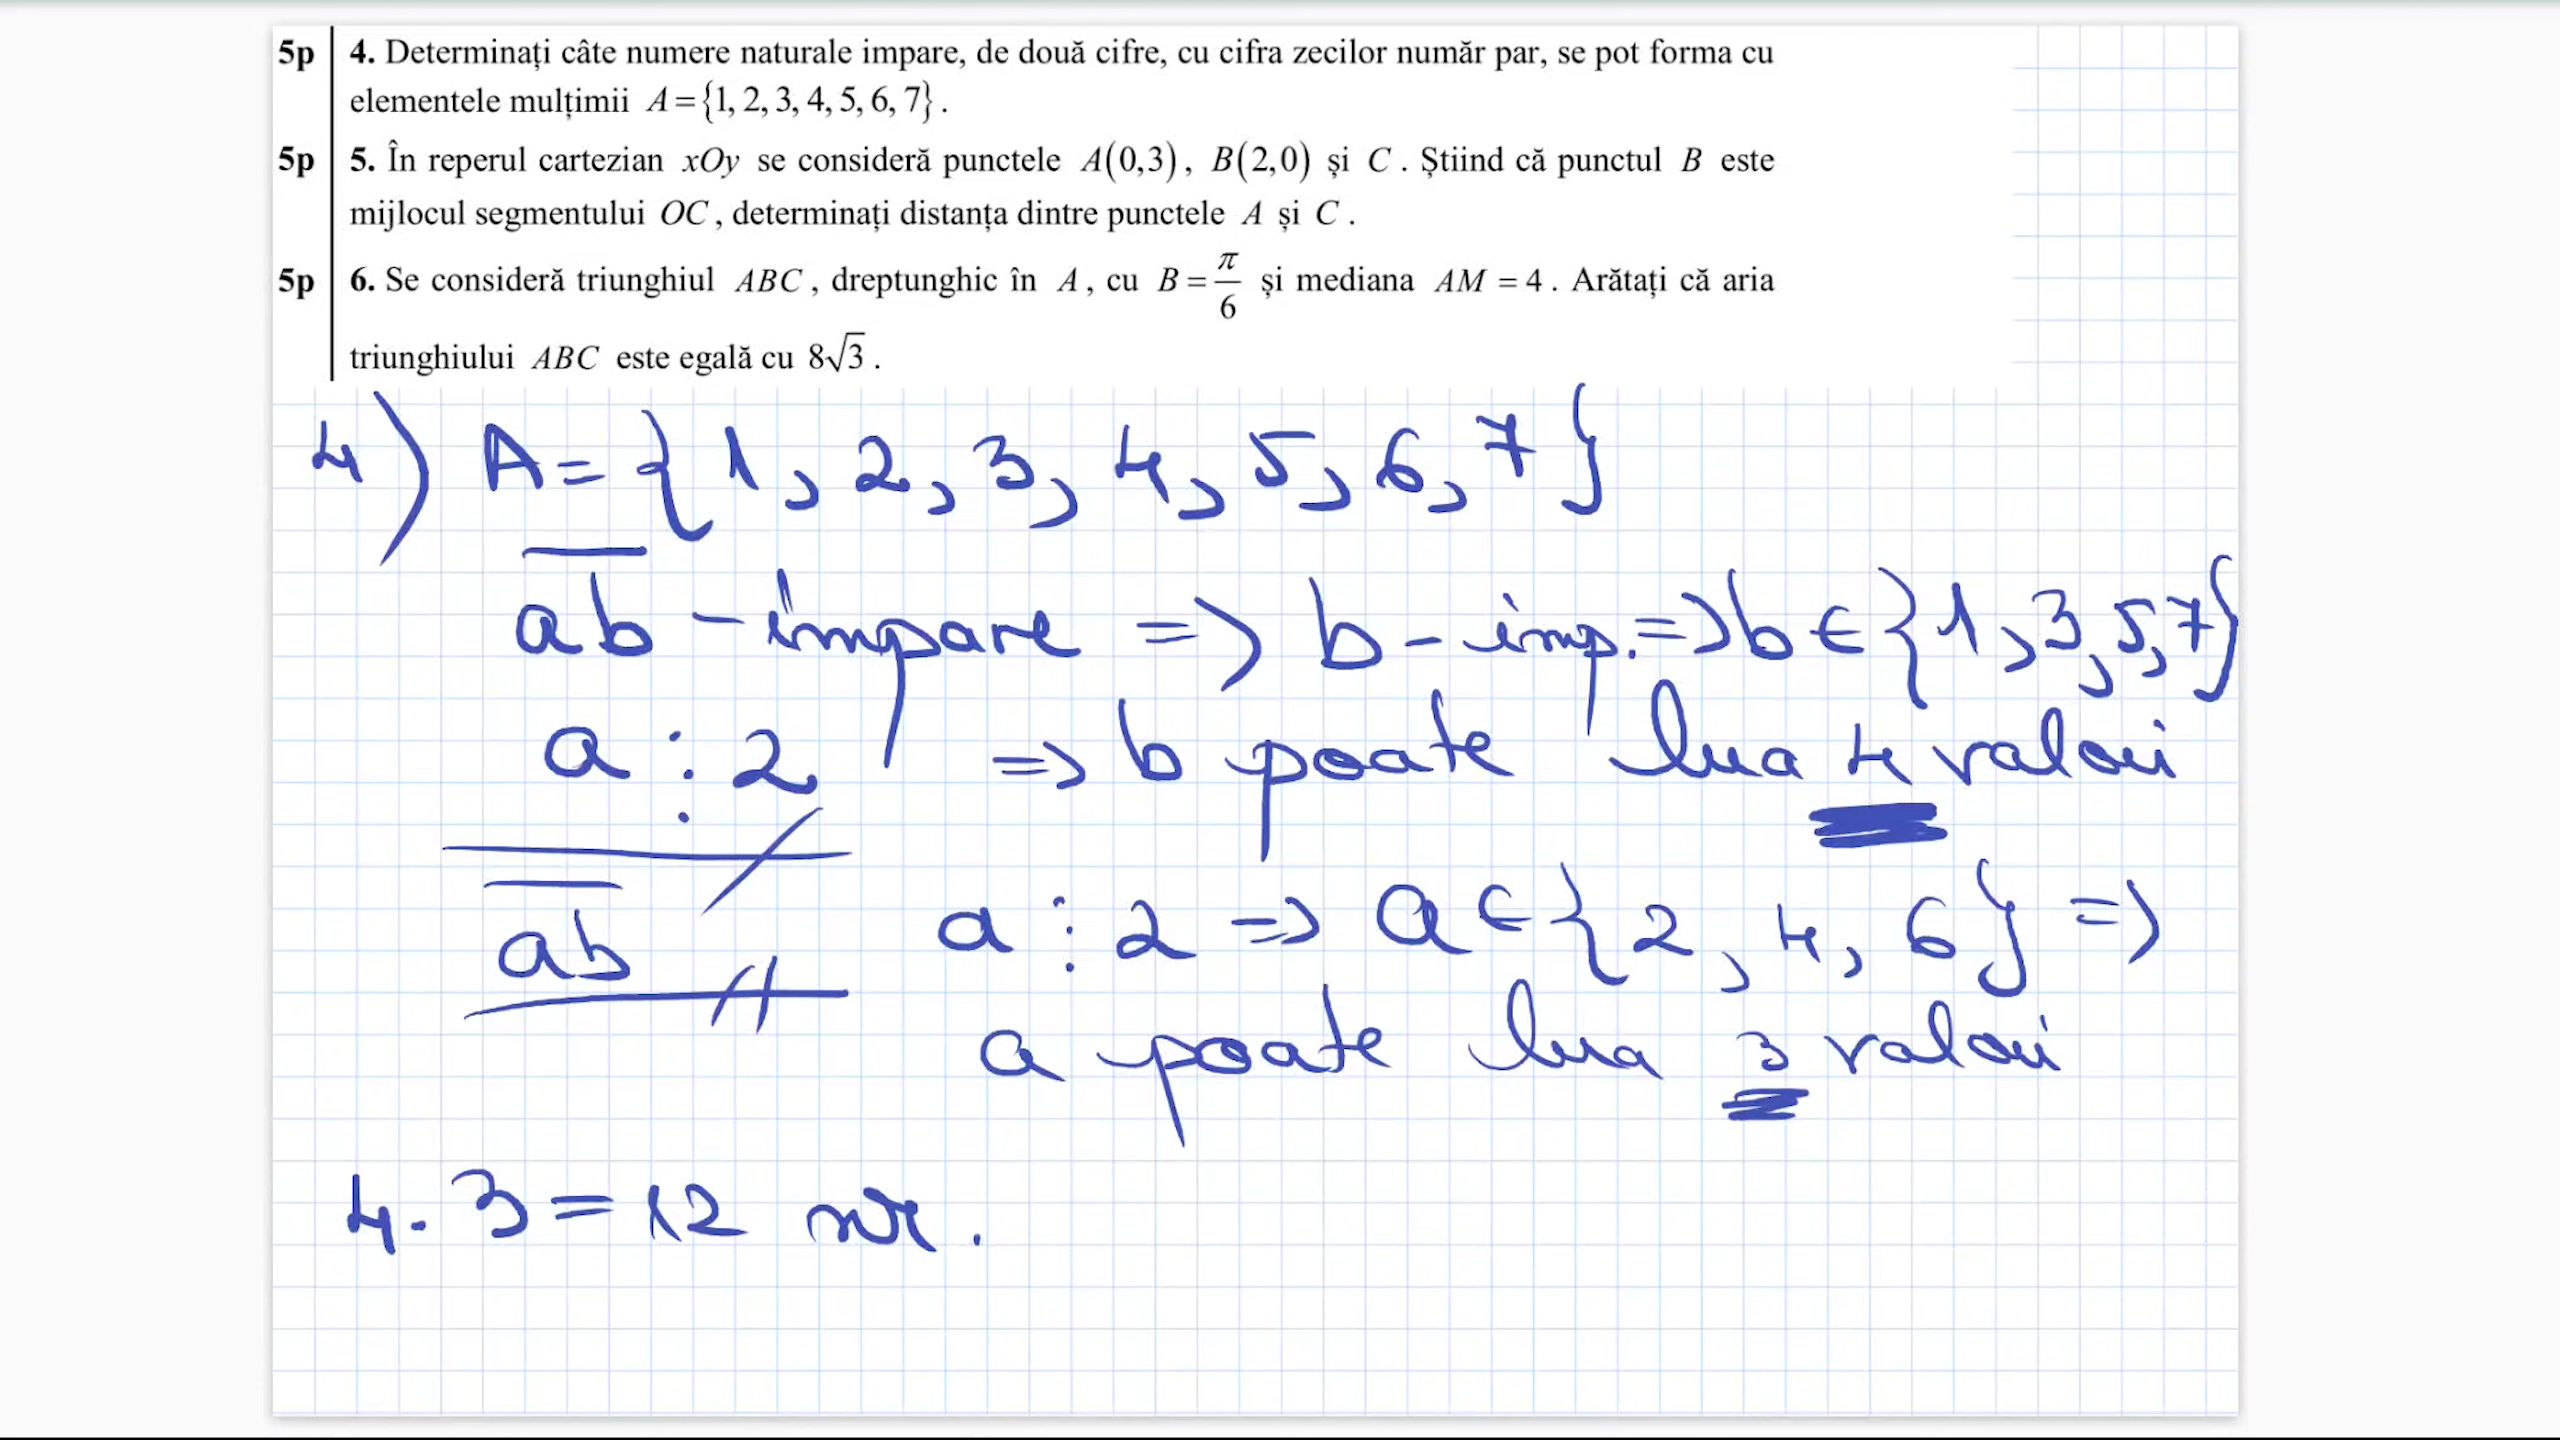 5p 4. Determinați câte numere naturale impare, de două cifre, cu cifra zecilor număr par, se pot forma cu
elementele mulțimii A = {1, 2, 3, 4, 5, 6, 7} .
5p 5. În reperul cartezian xOy se consideră punctele A(0,3) , B(2,0) și C . Știind că punctul B este
mijlocul segmentului OC , determinați distanța dintre punctele A și C .
5p 6. Se consideră triunghiul ABC , dreptunghic în A , cu B = π/6 și mediana AM = 4 . Arătați că aria
triunghiului ABC este egală cu 8√3 .
4) A = {1, 2, 3, 4, 5, 6, 7}
a̅b̅ - impare => b - imp. => b ∈ {1, 3, 5, 7}
a ⋮ 2 => b poate lua 4 valori
a̅b̅ a ⋮ 2 => a ∈ {2, 4, 6} =>
a poate lua 3 valori
4 · 3 = 12 nr.